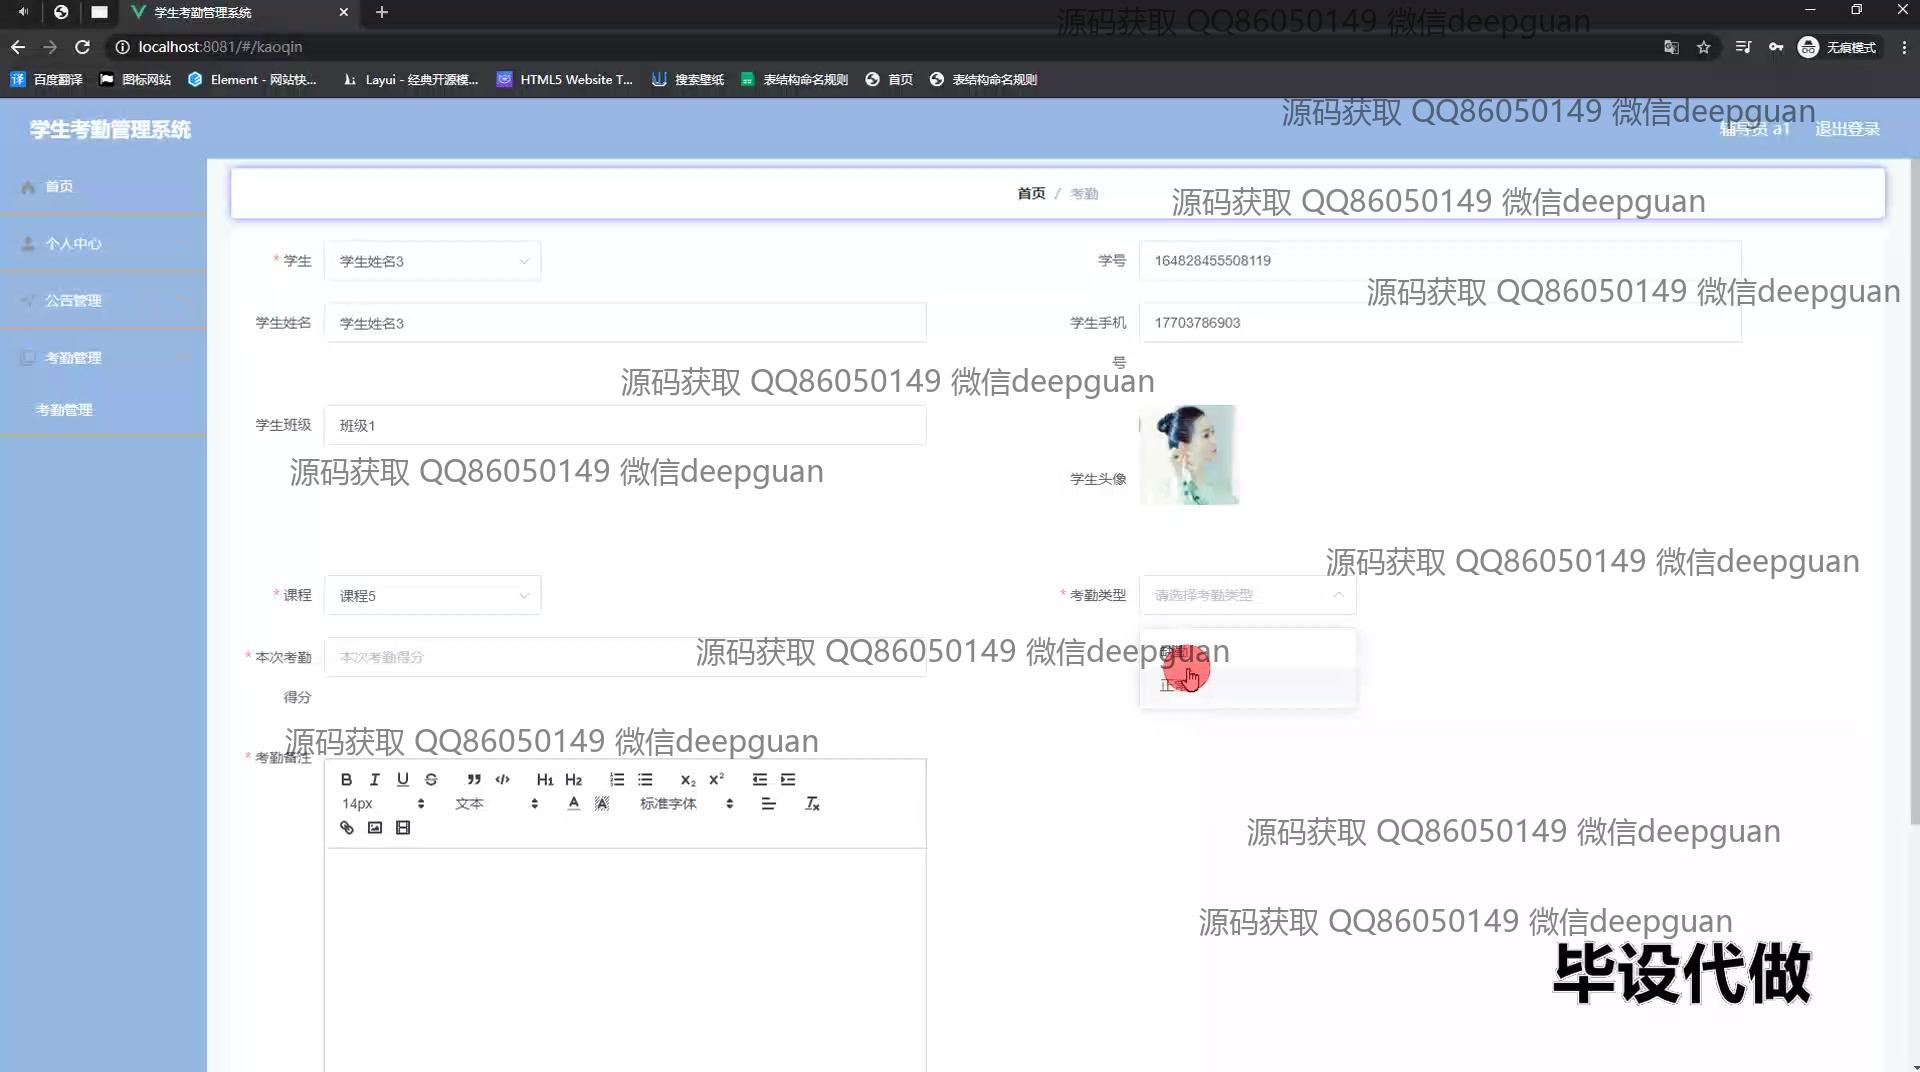 学生考勤管理系统
源码获取 QQ86050149 微信deepguan
localhost:8081/#/kaoqin
无痕模式
百度翻译
图标网站
Element - 网站快...
Layui - 经典开源模...
HTML5 Website T...
搜索壁纸
表结构命名规则
首页
表结构命名规则
源码获取 QQ86050149 微信deepguan
学生考勤管理系统
辅导员 a1
退出登录
首页
个人中心
公告管理
考勤管理
考勤管理
首页 / 考勤
源码获取 QQ86050149 微信deepguan
* 学生 学生姓名3
学号 164828455508119
源码获取 QQ86050149 微信deepguan
学生姓名 学生姓名3
学生手机号 17703786903
源码获取 QQ86050149 微信deepguan
学生班级 班级1
源码获取 QQ86050149 微信deepguan
学生头像
源码获取 QQ86050149 微信deepguan
* 课程 课程5
* 考勤类型 请选择考勤类型
* 本次考勤得分 本次考勤得分
源码获取 QQ86050149 微信deepguan
源码获取 QQ86050149 微信deepguan
* 考勤备注
B I U S H1 H2 X₂ X²
14px 文本 A A 标准字体
源码获取 QQ86050149 微信deepguan
源码获取 QQ86050149 微信deepguan
毕设代做